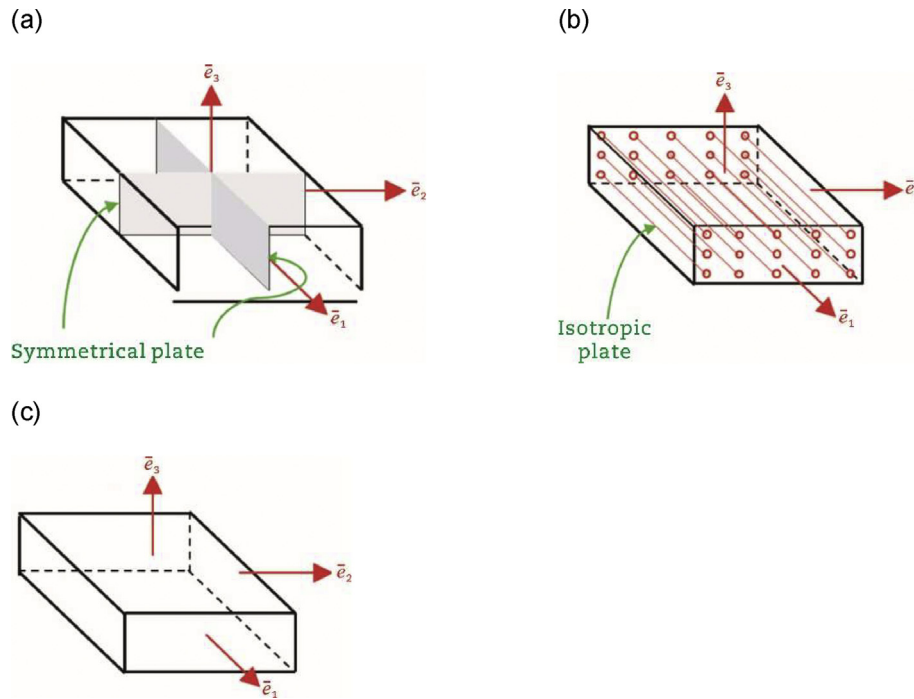 (a)
(b)
ē₃
ē₂
ē₁
Symmetrical plate
ē₃
ē
ē₁
Isotropic
plate
(c)
ē₃
ē₂
ē₁